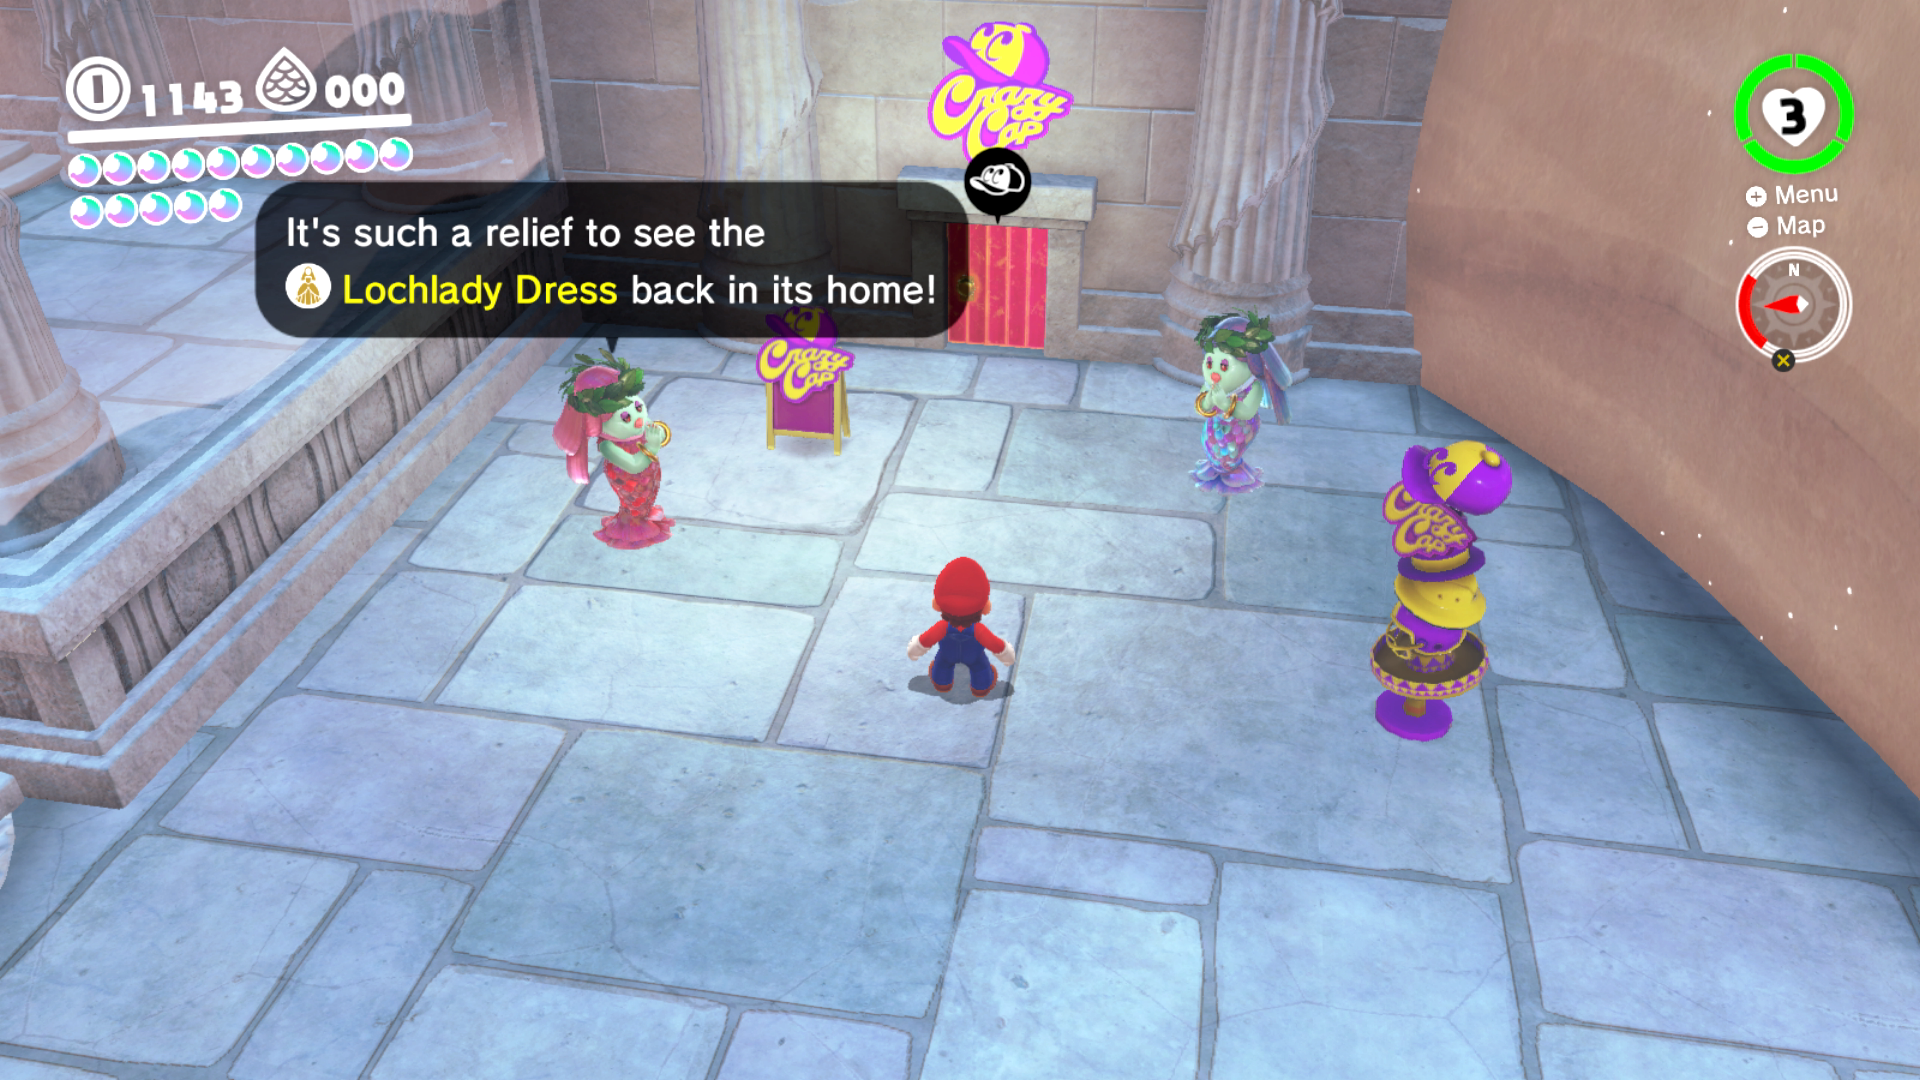 1143 000
3
Menu
Map
N
Crazy
Cap
It's such a relief to see the
Lochlady Dress back in its home!
Crazy
Cap
Crazy
Cap